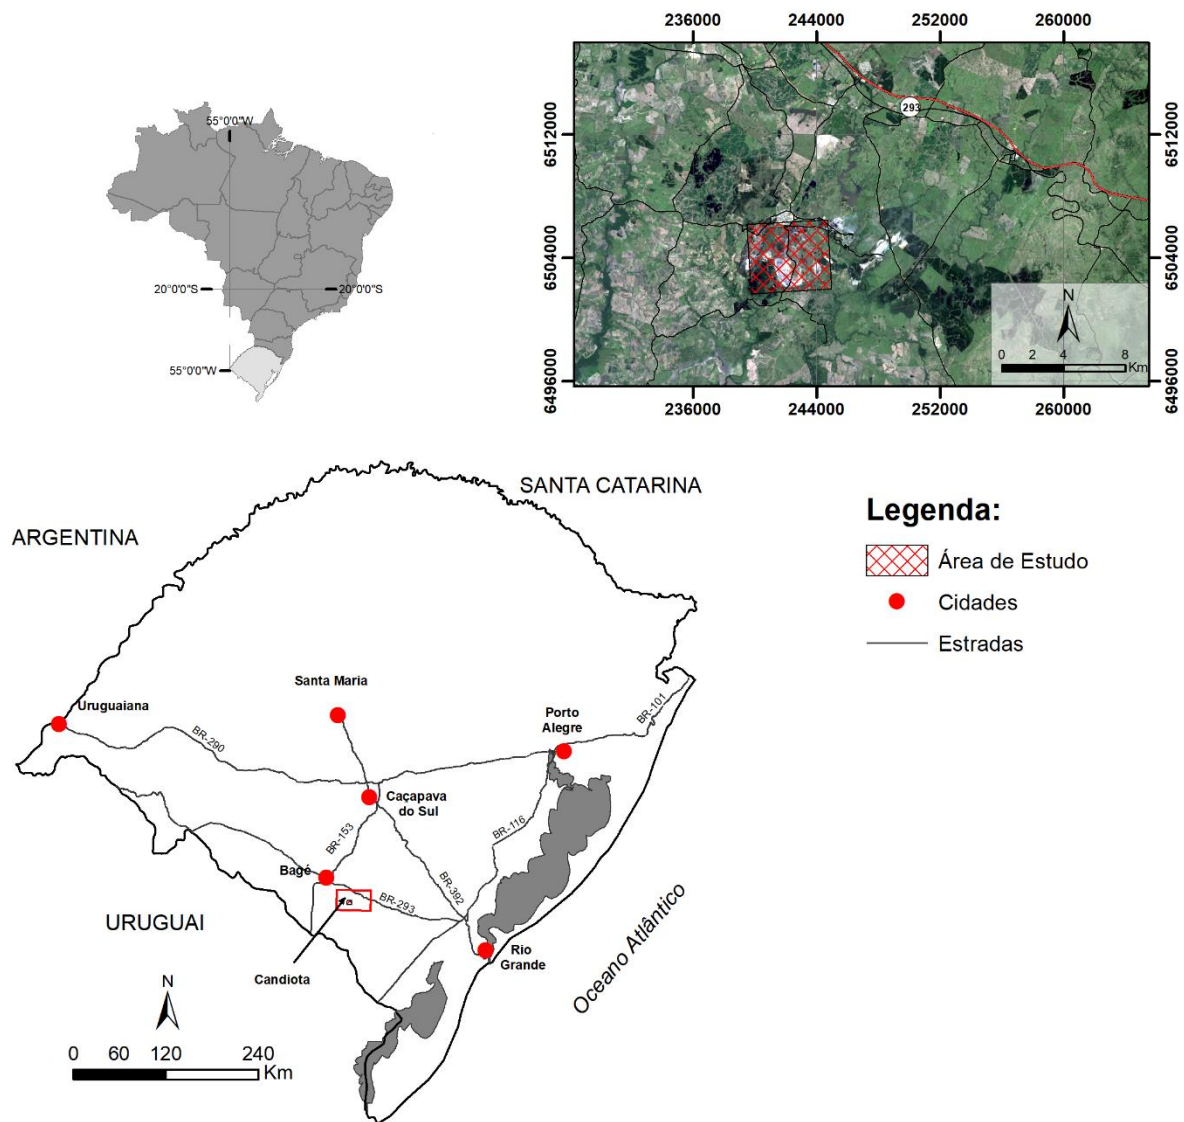 55°0'0"W
20°0'0"S
20°0'0"S
55°0'0"W
236000
244000
252000
260000
6512000
6504000
6496000
293
6512000
6504000
6496000
N
0 2 4 8
Km
236000
244000
252000
260000
SANTA CATARINA
ARGENTINA
Legenda:
Área de Estudo
Cidades
Estradas
Santa Maria
Uruguaiana
Porto
Alegre
BR-101
BR-290
Caçapava
do Sul
BR-153
BR-116
Bagé
BR-392
BR-293
URUGUAI
Candiota
Rio
Grande
Oceano Atlântico
N
0 60 120 240
Km